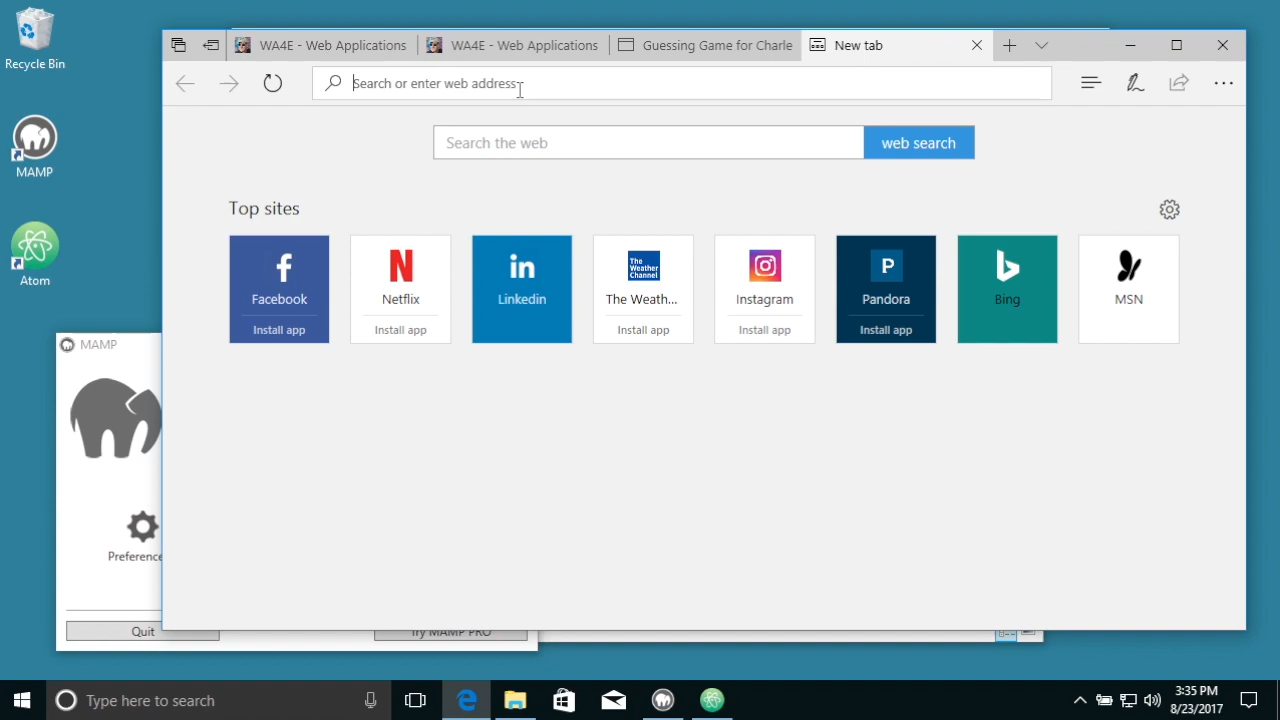 Recycle Bin
MAMP
Atom
WA4E - Web Applications
WA4E - Web Applications
Guessing Game for Charle
New tab
Search or enter web address
Search the web
web search
Top sites
Facebook
Install app
Netflix
Install app
Linkedin
The Weather Channel
The Weath...
Install app
Instagram
Install app
P
Pandora
Install app
Bing
MSN
MAMP
Preference
Quit
Try MAMP PRO
Type here to search
3:35 PM
8/23/2017